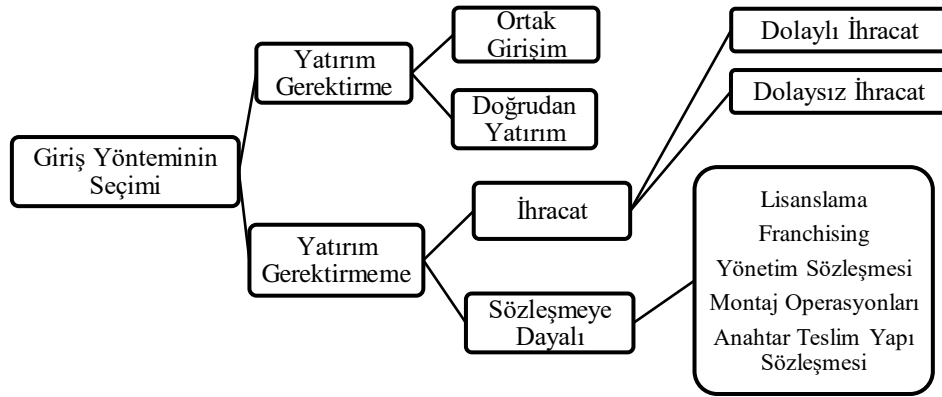 Giriş Yönteminin
Seçimi
Yatırım
Gerektirme
Ortak
Girişim
Doğrudan
Yatırım
Yatırım
Gerektirmeme
İhracat
Dolaylı İhracat
Dolaysız İhracat
Sözleşmeye
Dayalı
Lisanslama
Franchising
Yönetim Sözleşmesi
Montaj Operasyonları
Anahtar Teslim Yapı
Sözleşmesi